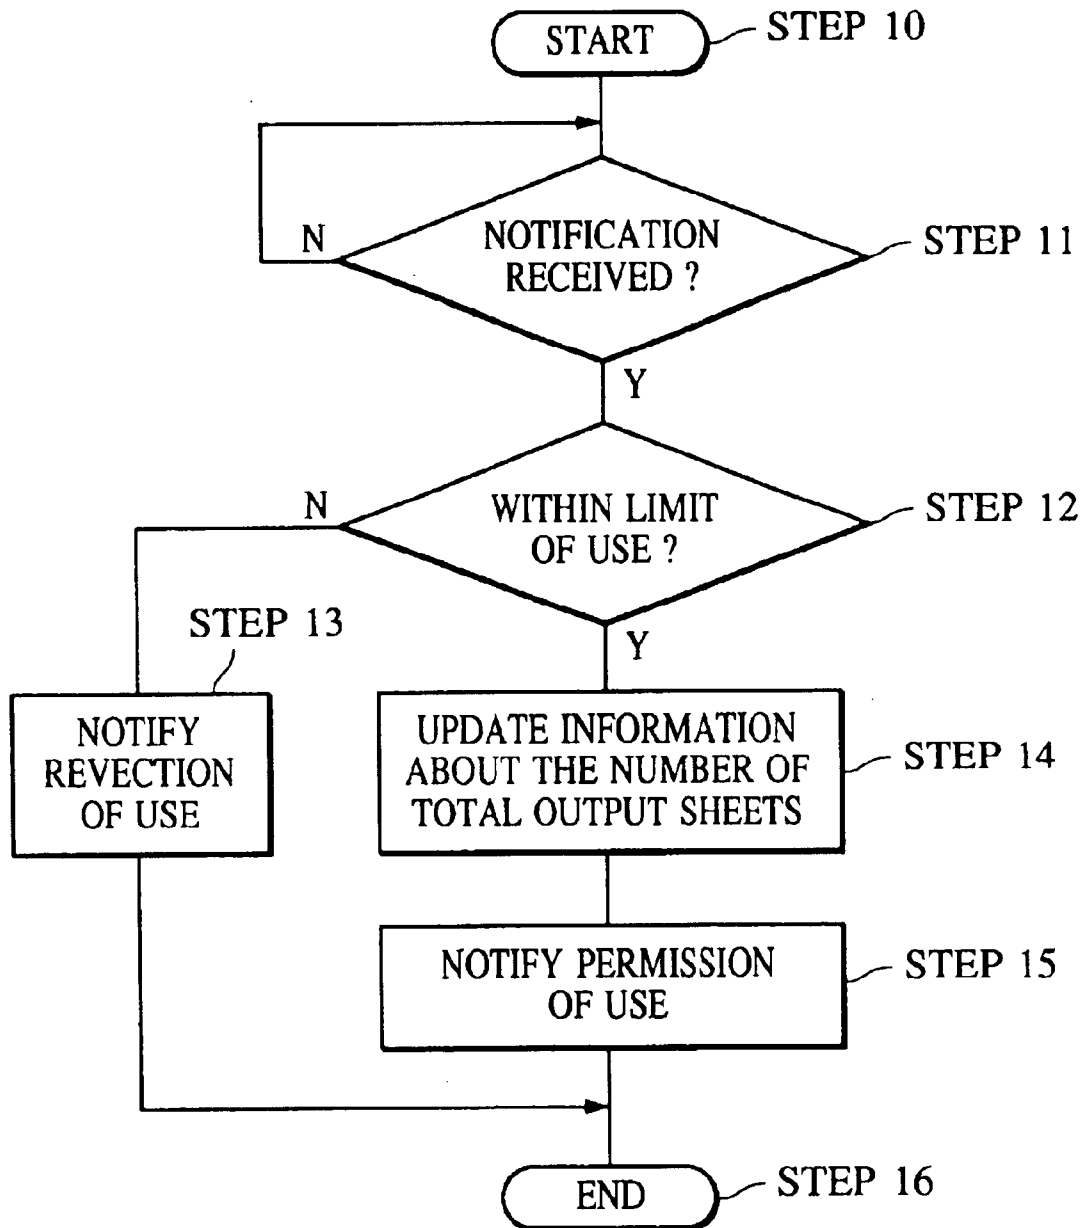 START
STEP 10
N
NOTIFICATION
RECEIVED ?
STEP 11
Y
N
WITHIN LIMIT
OF USE ?
STEP 12
STEP 13
Y
NOTIFY
REVECTION
OF USE
UPDATE INFORMATION
ABOUT THE NUMBER OF
TOTAL OUTPUT SHEETS
STEP 14
NOTIFY PERMISSION
OF USE
STEP 15
END
STEP 16